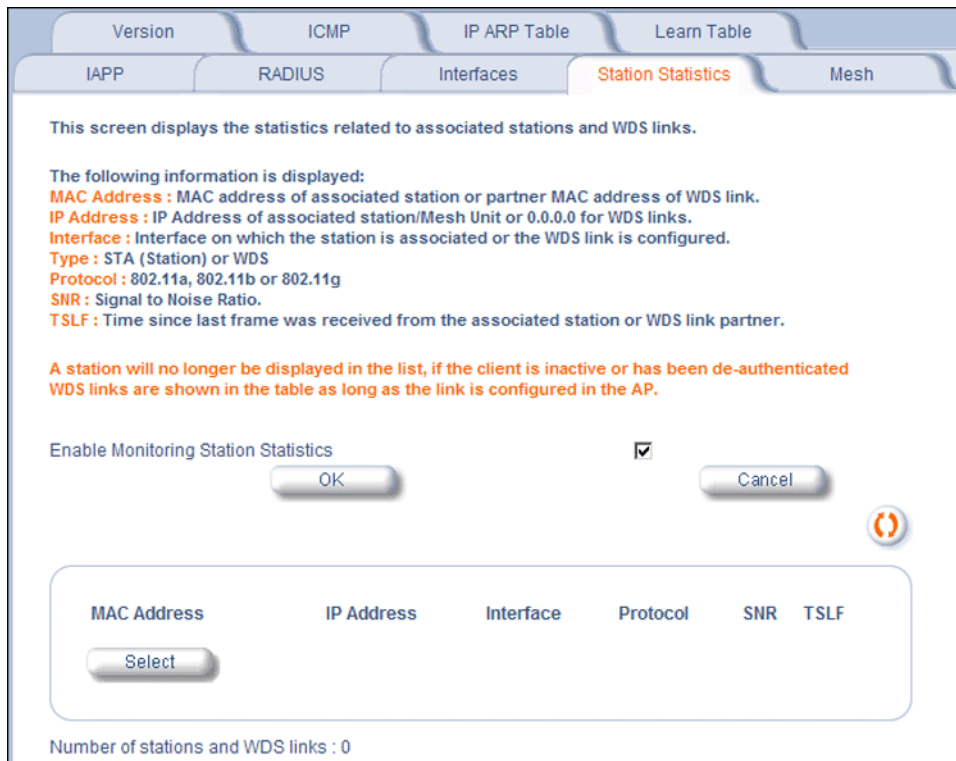 Version ICMP IP ARP Table Learn Table
IAPP RADIUS Interfaces Station Statistics Mesh
This screen displays the statistics related to associated stations and WDS links.
The following information is displayed:
MAC Address : MAC address of associated station or partner MAC address of WDS link.
IP Address : IP Address of associated station/Mesh Unit or 0.0.0.0 for WDS links.
Interface : Interface on which the station is associated or the WDS link is configured.
Type : STA (Station) or WDS
Protocol : 802.11a, 802.11b or 802.11g
SNR : Signal to Noise Ratio.
TSLF : Time since last frame was received from the associated station or WDS link partner.
A station will no longer be displayed in the list, if the client is inactive or has been de-authenticated
WDS links are shown in the table as long as the link is configured in the AP.
Enable Monitoring Station Statistics
OK Cancel
MAC Address IP Address Interface Protocol SNR TSLF
Select
Number of stations and WDS links : 0